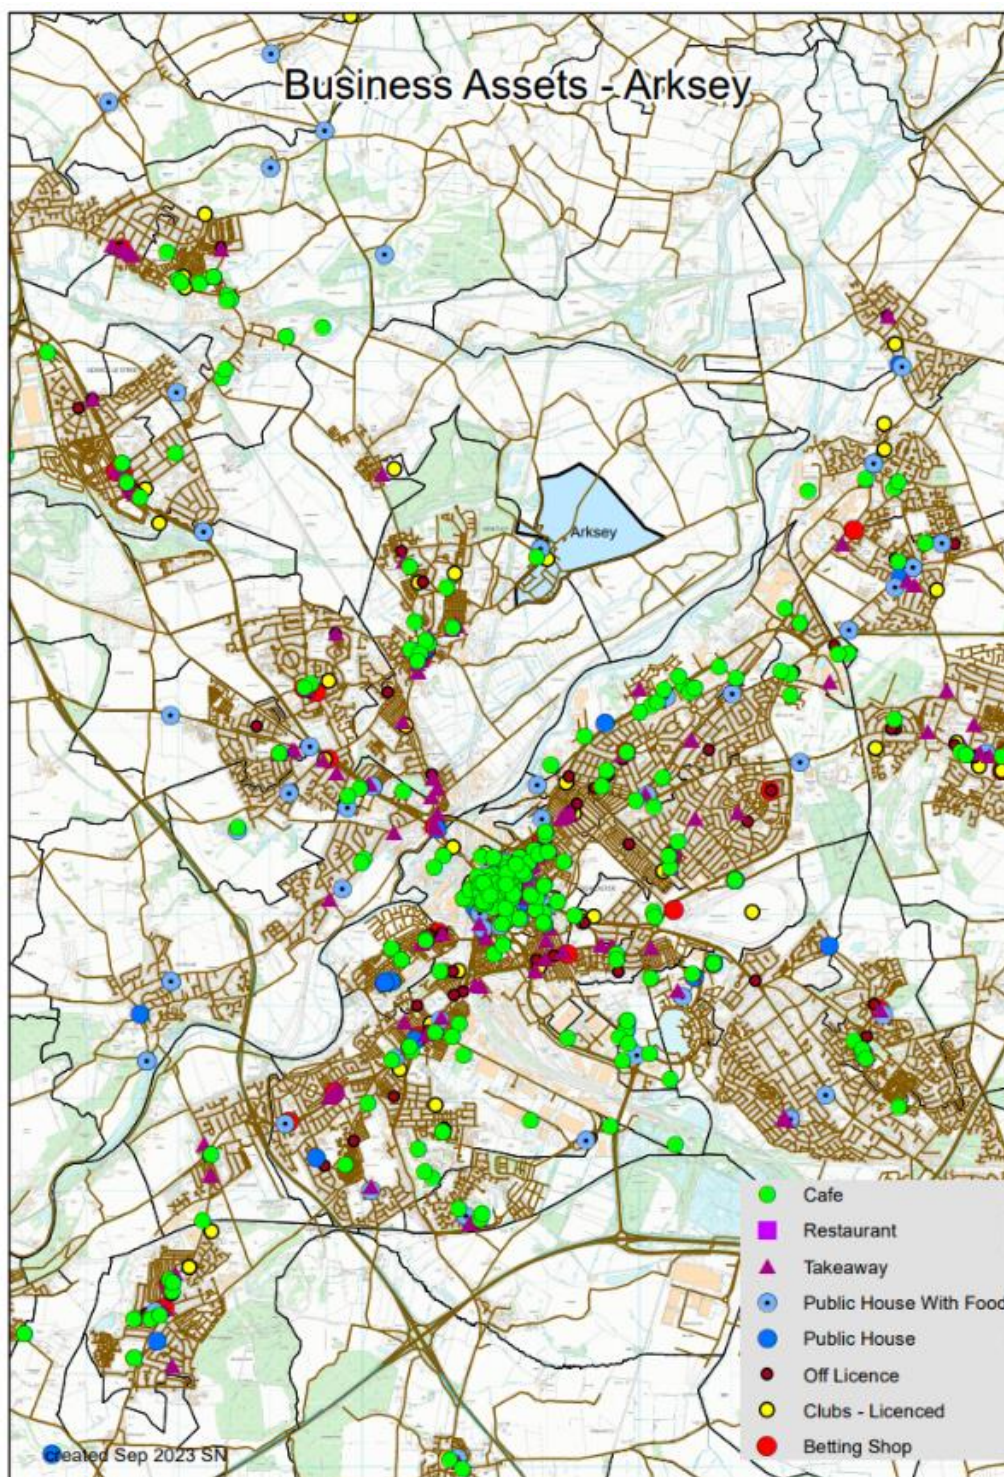 Business Assets - Arksey
Arksey
Cafe
Restaurant
Takeaway
Public House With Food
Public House
Off Licence
Clubs - Licenced
Betting Shop
created Sep 2023 SN